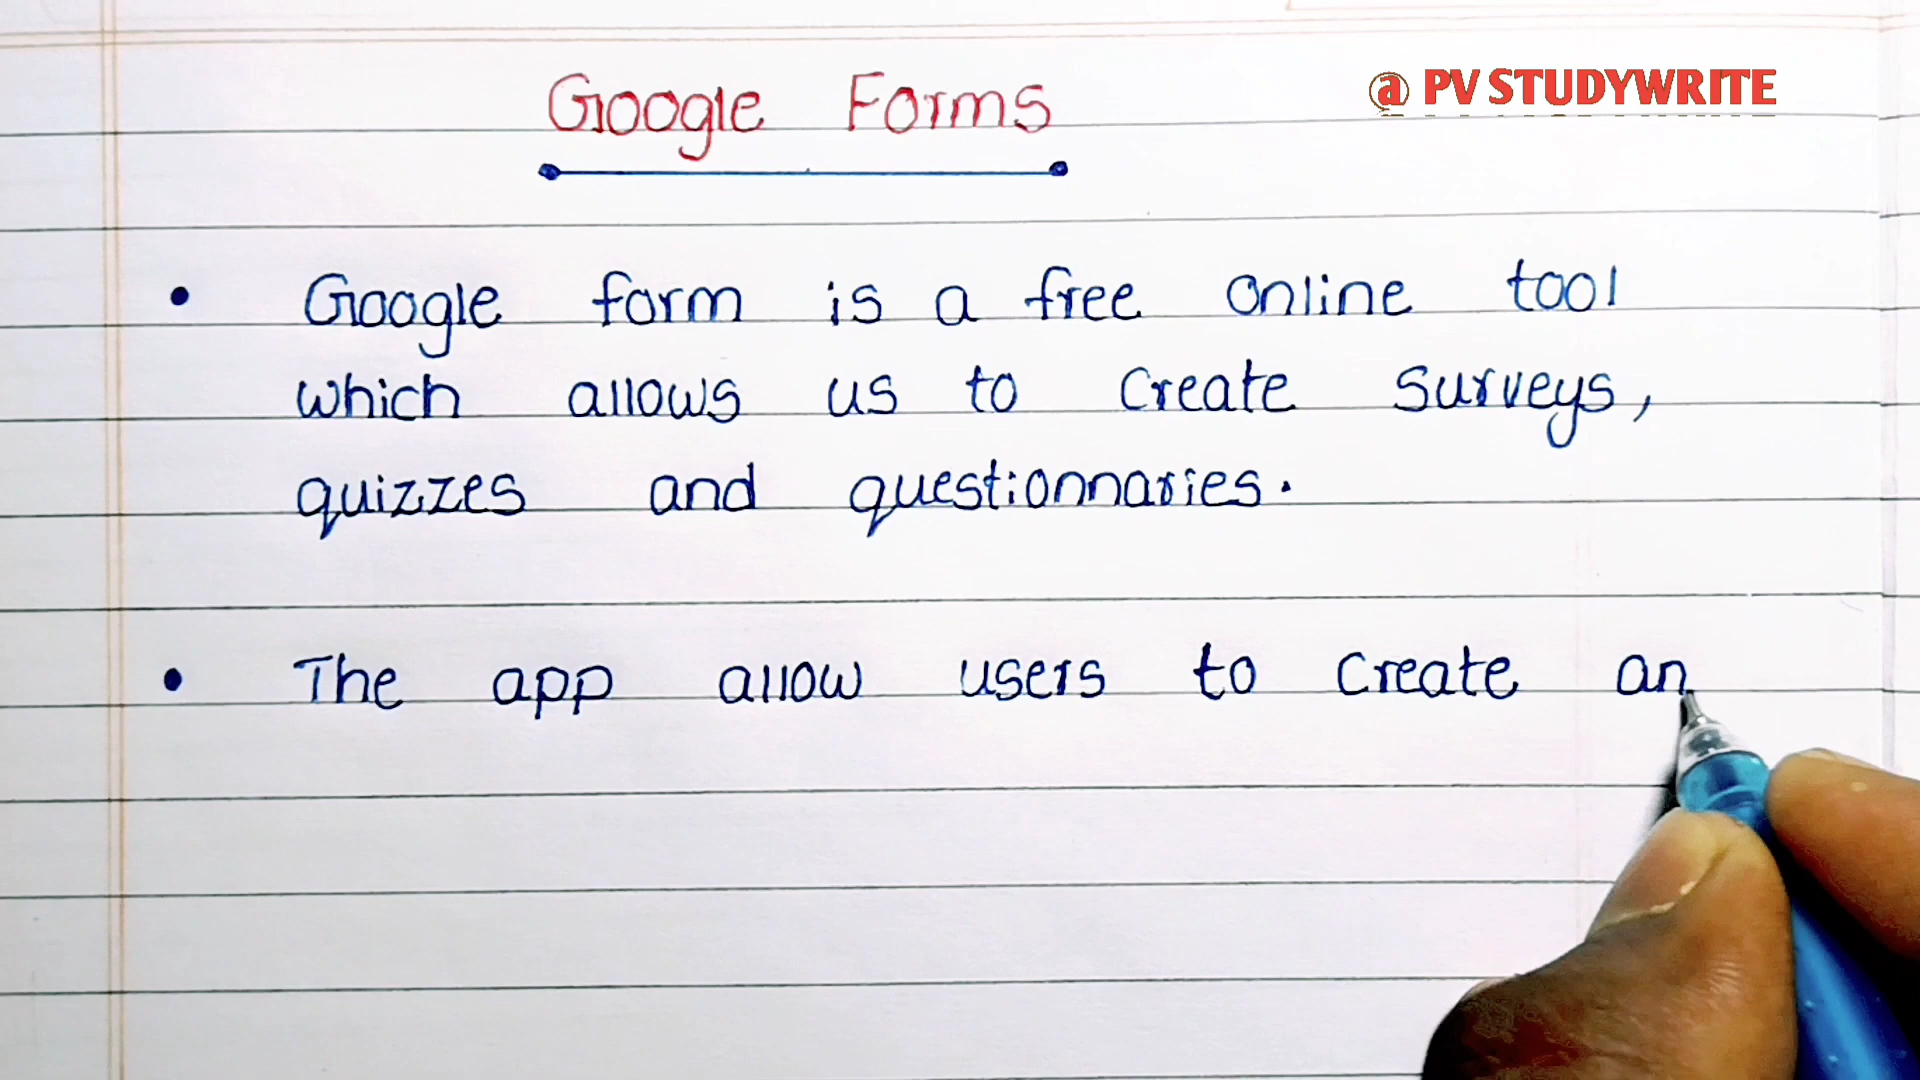 Google Forms
@ PV STUDYWRITE
• Google form is a free online tool
which allows us to create surveys,
quizzes and questionnaries.
• The app allow users to create an